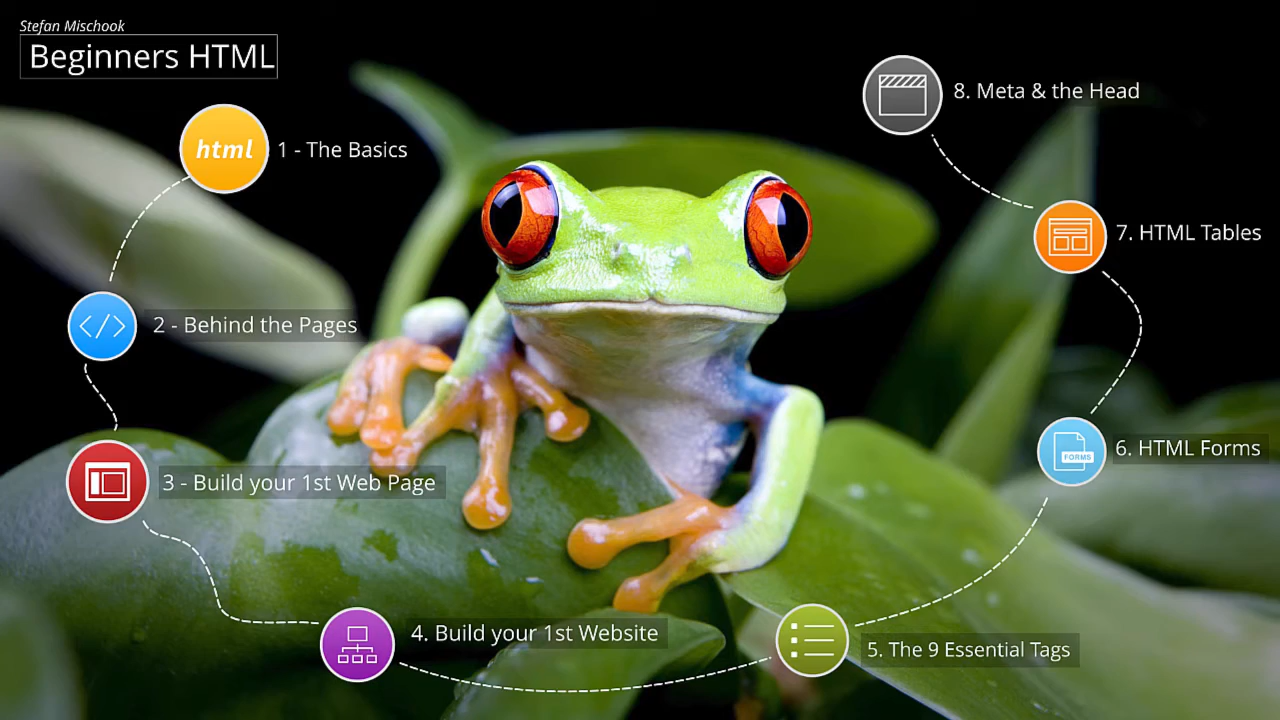 Stefan Mischook
Beginners HTML
html
1 - The Basics
</>
2 - Behind the Pages
3 - Build your 1st Web Page
4. Build your 1st Website
5. The 9 Essential Tags
FORMS
6. HTML Forms
7. HTML Tables
8. Meta & the Head